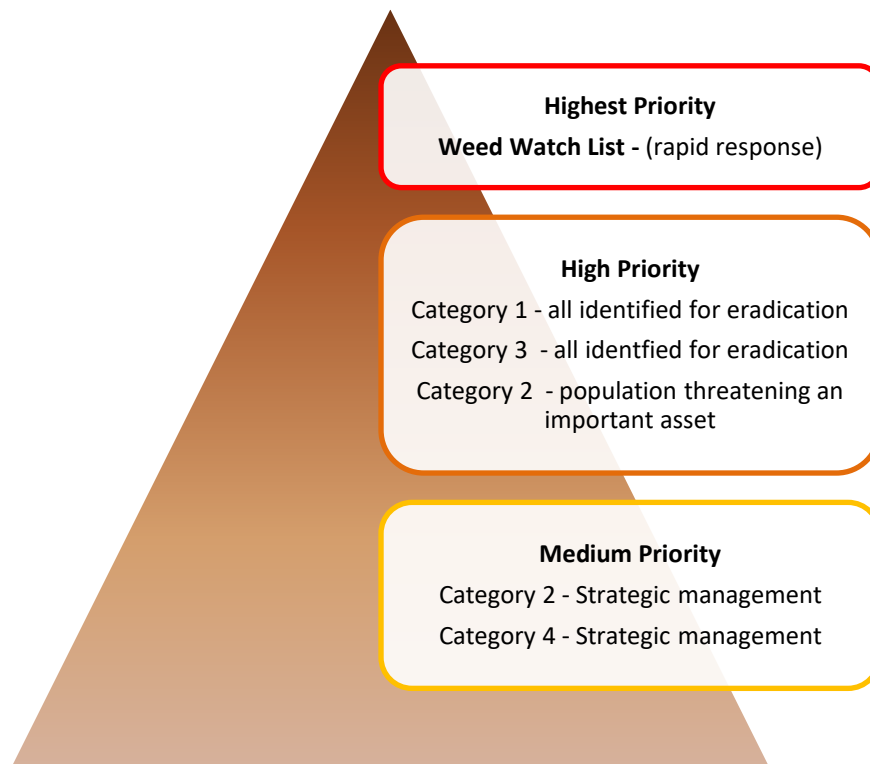 Highest Priority
Weed Watch List - (rapid response)
High Priority
Category 1 - all identified for eradication
Category 3  - all identfied for eradication
Category 2  - population threatening an
important asset
Medium Priority
Category 2 - Strategic management
Category 4 - Strategic management